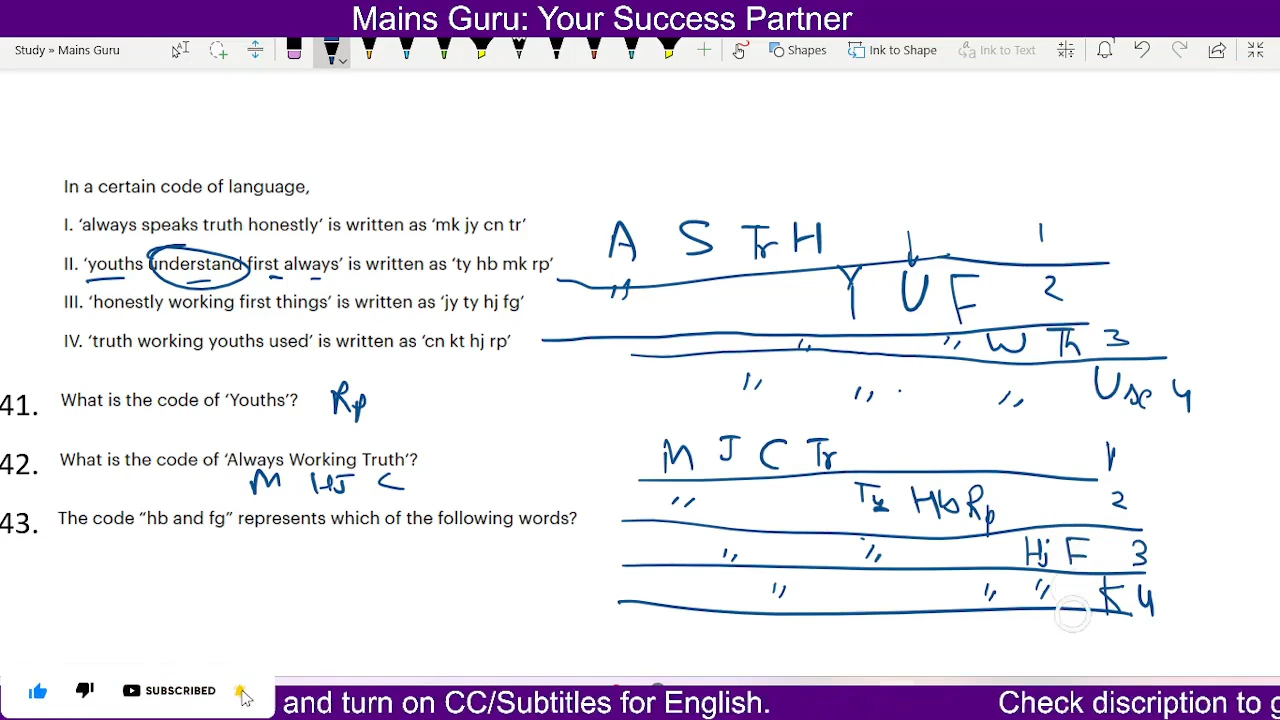 Mains Guru: Your Success Partner
Study » Mains Guru
Shapes
Ink to Shape
Ink to Text
In a certain code of language,
I. ‘always speaks truth honestly’ is written as ‘mk jy cn tr’
II. ‘youths understand first always’ is written as ‘ty hb mk rp’
III. ‘honestly working first things’ is written as ‘jy ty hj fg’
IV. ‘truth working youths used’ is written as ‘cn kt hj rp’
A S Tr H 1
" Y U F 2
" " W Th 3
" " " Use 4
41. What is the code of ‘Youths’? Rp
42. What is the code of ‘Always Working Truth’?
M HJ C
43. The code “hb and fg” represents which of the following words?
M J C Tr 1
" Ty Hb Rp 2
" " Hj F 3
" " " K 4
SUBSCRIBED
and turn on CC/Subtitles for English.
Check discription to g